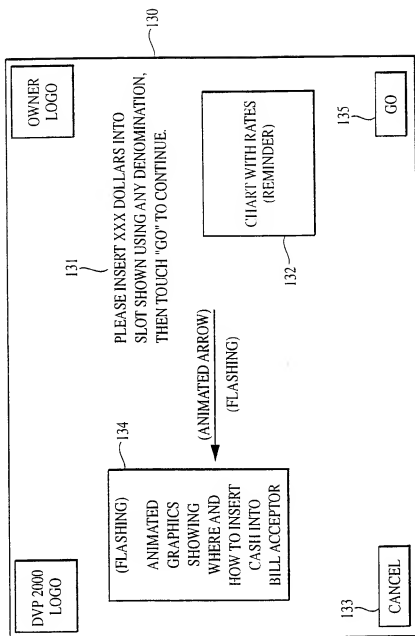 DVP 2000
LOGO
OWNER
LOGO
130
134
(FLASHING)
ANIMATED
GRAPHICS
SHOWING
WHERE AND
HOW TO INSERT
CASH INTO
BILL ACCEPTOR
(ANIMATED ARROW)
(FLASHING)
131
PLEASE INSERT XXX DOLLARS INTO
SLOT SHOWN USING ANY DENOMINATION,
THEN TOUCH "GO" TO CONTINUE.
CHART WITH RATES
(REMINDER)
132
133
CANCEL
135
GO